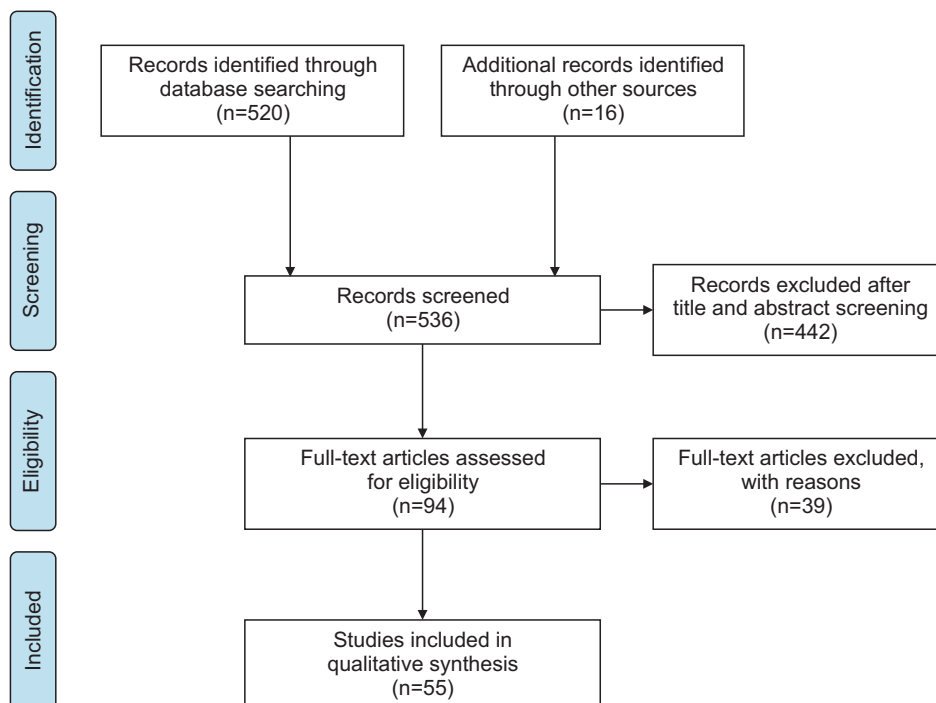 Identification
Records identified through
database searching
(n=520)
Additional records identified
through other sources
(n=16)
Screening
Records screened
(n=536)
Records excluded after
title and abstract screening
(n=442)
Eligibility
Full-text articles assessed
for eligibility
(n=94)
Full-text articles excluded,
with reasons
(n=39)
Included
Studies included in
qualitative synthesis
(n=55)